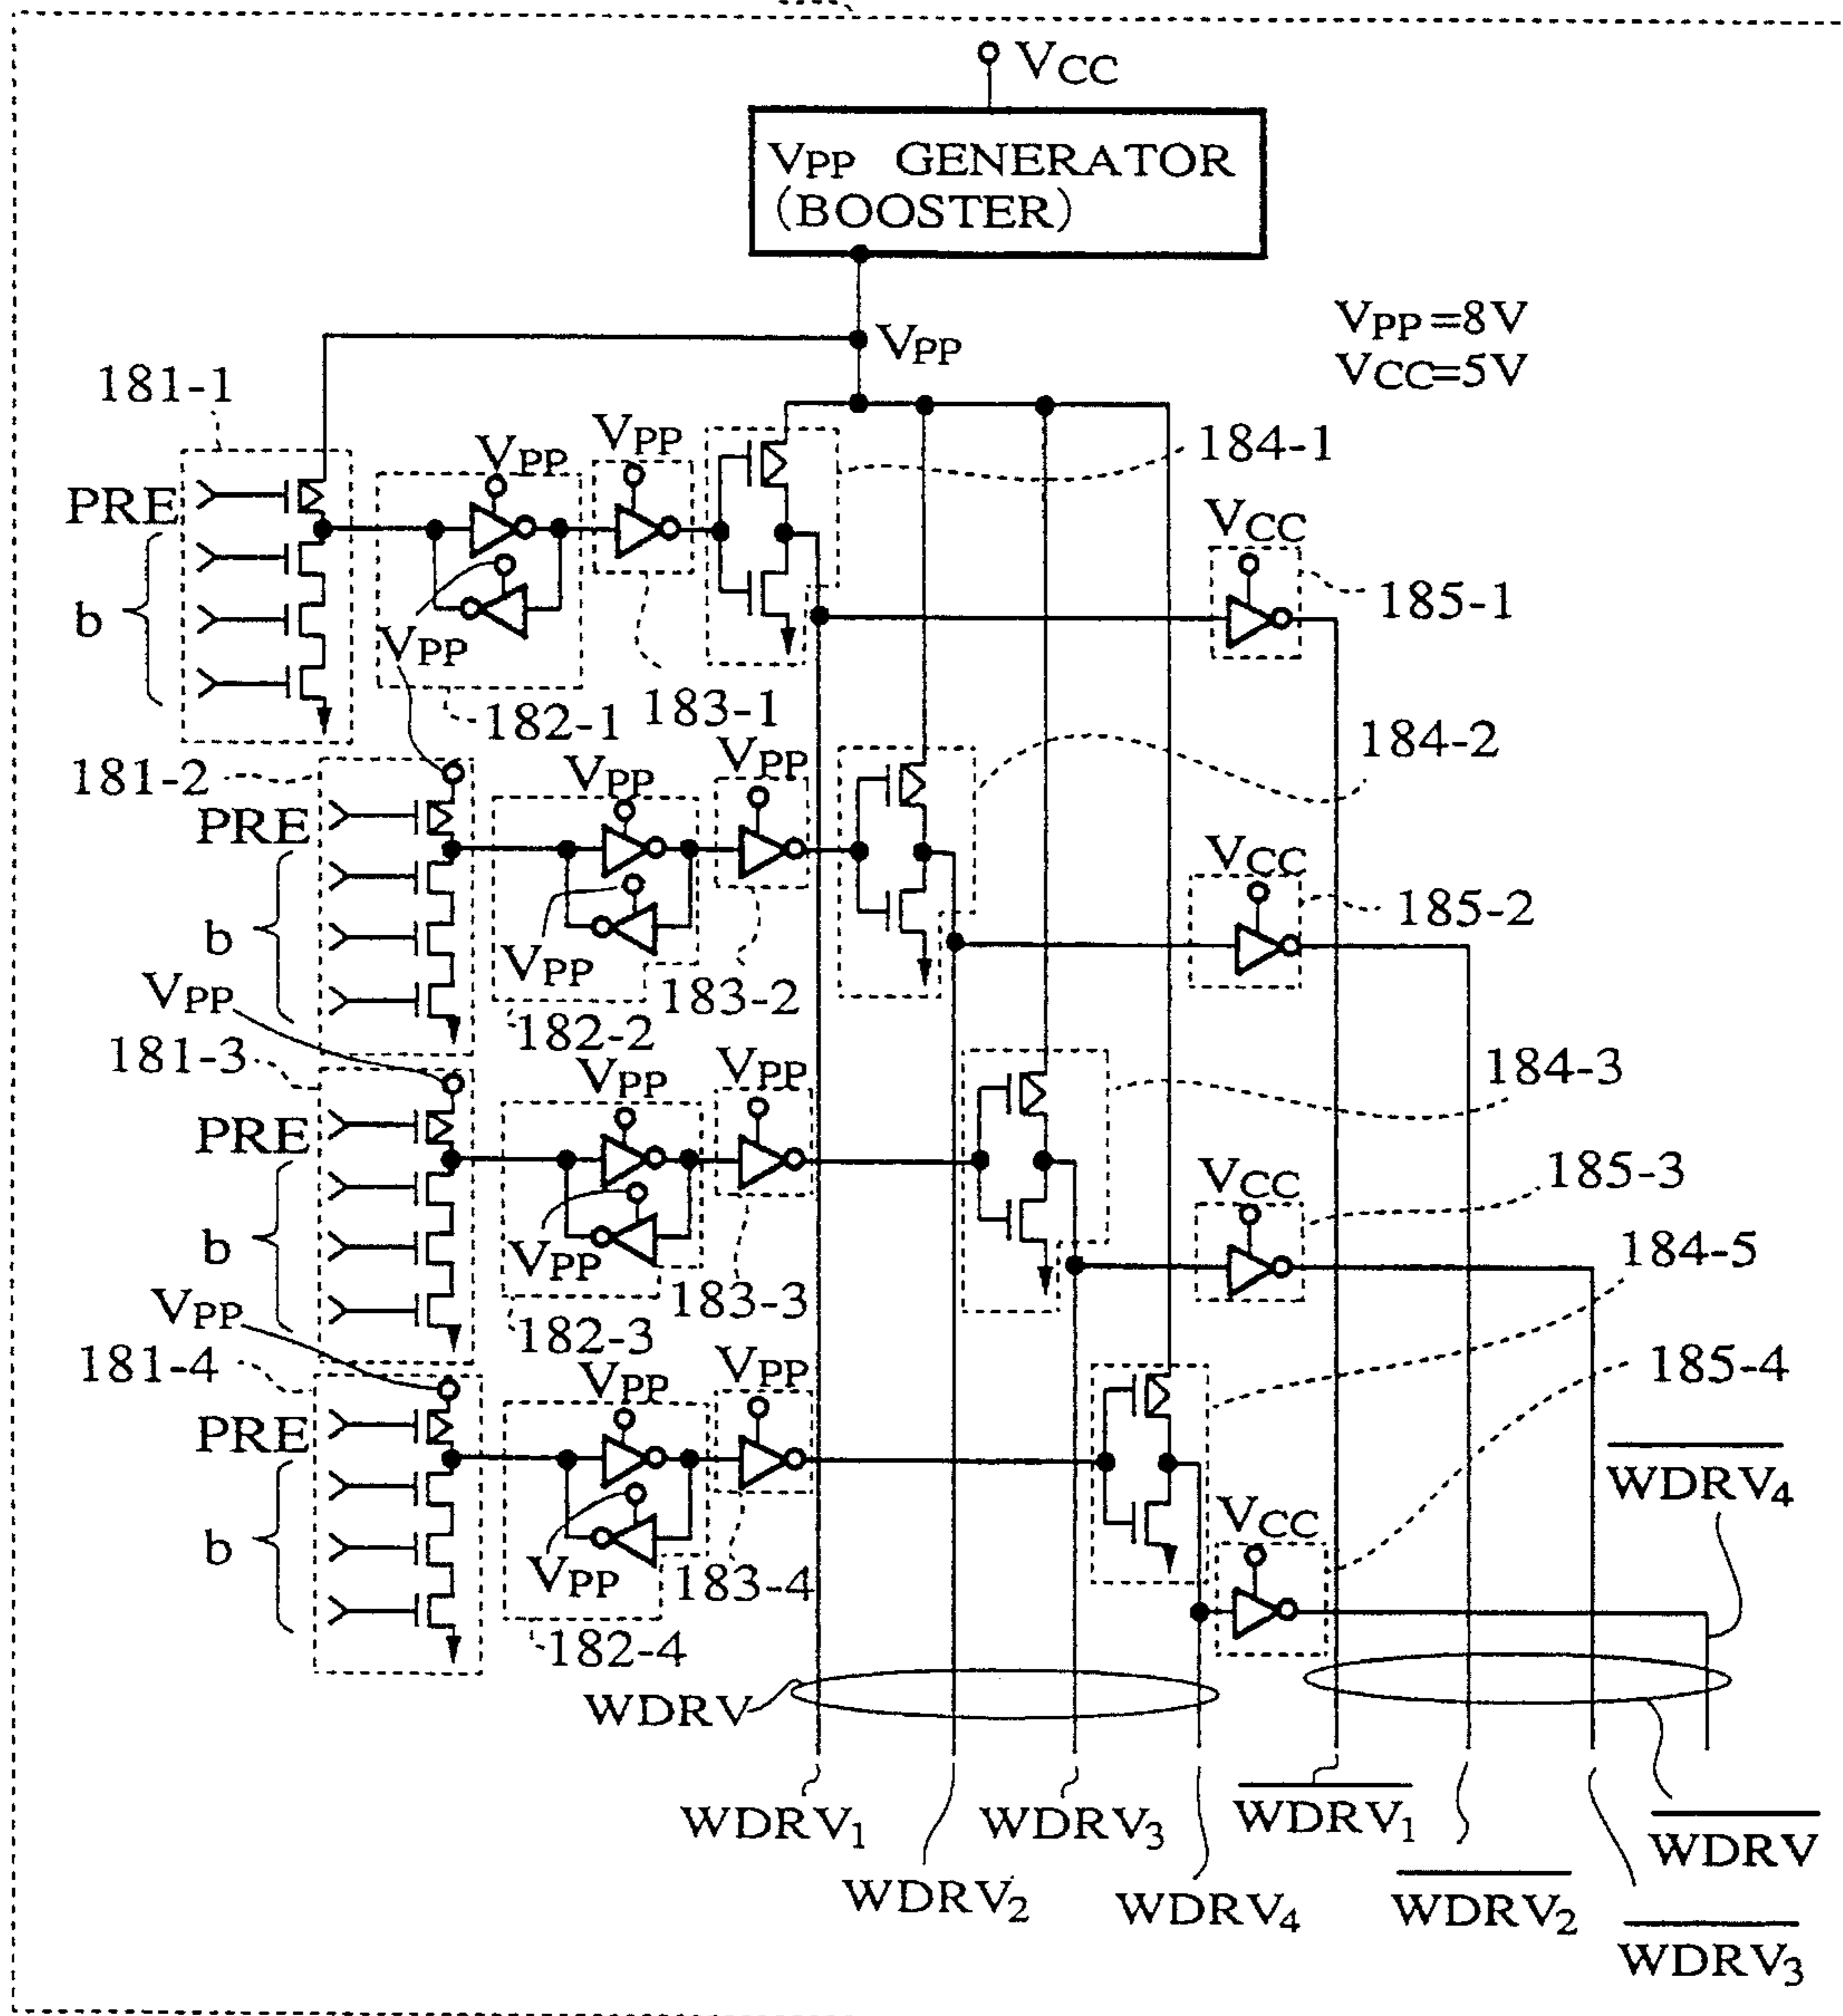 VCC
VPP GENERATOR
(BOOSTER)
VPP=8V
VCC=5V
VPP
181-1
VPP
VPP
184-1
PRE
b
VPP
VCC
185-1
182-1
183-1
181-2
VPP
VPP
184-2
PRE
b
VPP
VCC
185-2
182-2
183-2
VPP
181-3
VPP
VPP
184-3
PRE
b
VPP
VCC
185-3
182-3
183-3
184-5
VPP
181-4
VPP
VPP
185-4
PRE
b
VPP
VCC
WDRV4
182-4
183-4
WDRV
WDRV1
WDRV3
WDRV1
WDRV
WDRV2
WDRV4
WDRV2
WDRV3